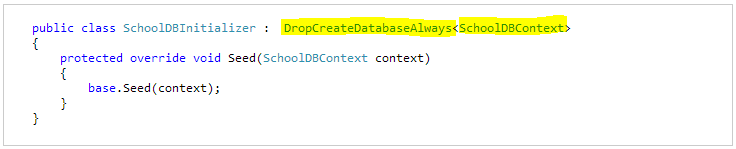 public class SchoolDBInitializer :  DropCreateDatabaseAlways<SchoolDBContext>
{
    protected override void Seed(SchoolDBContext context)
    {
        base.Seed(context);
    }
}